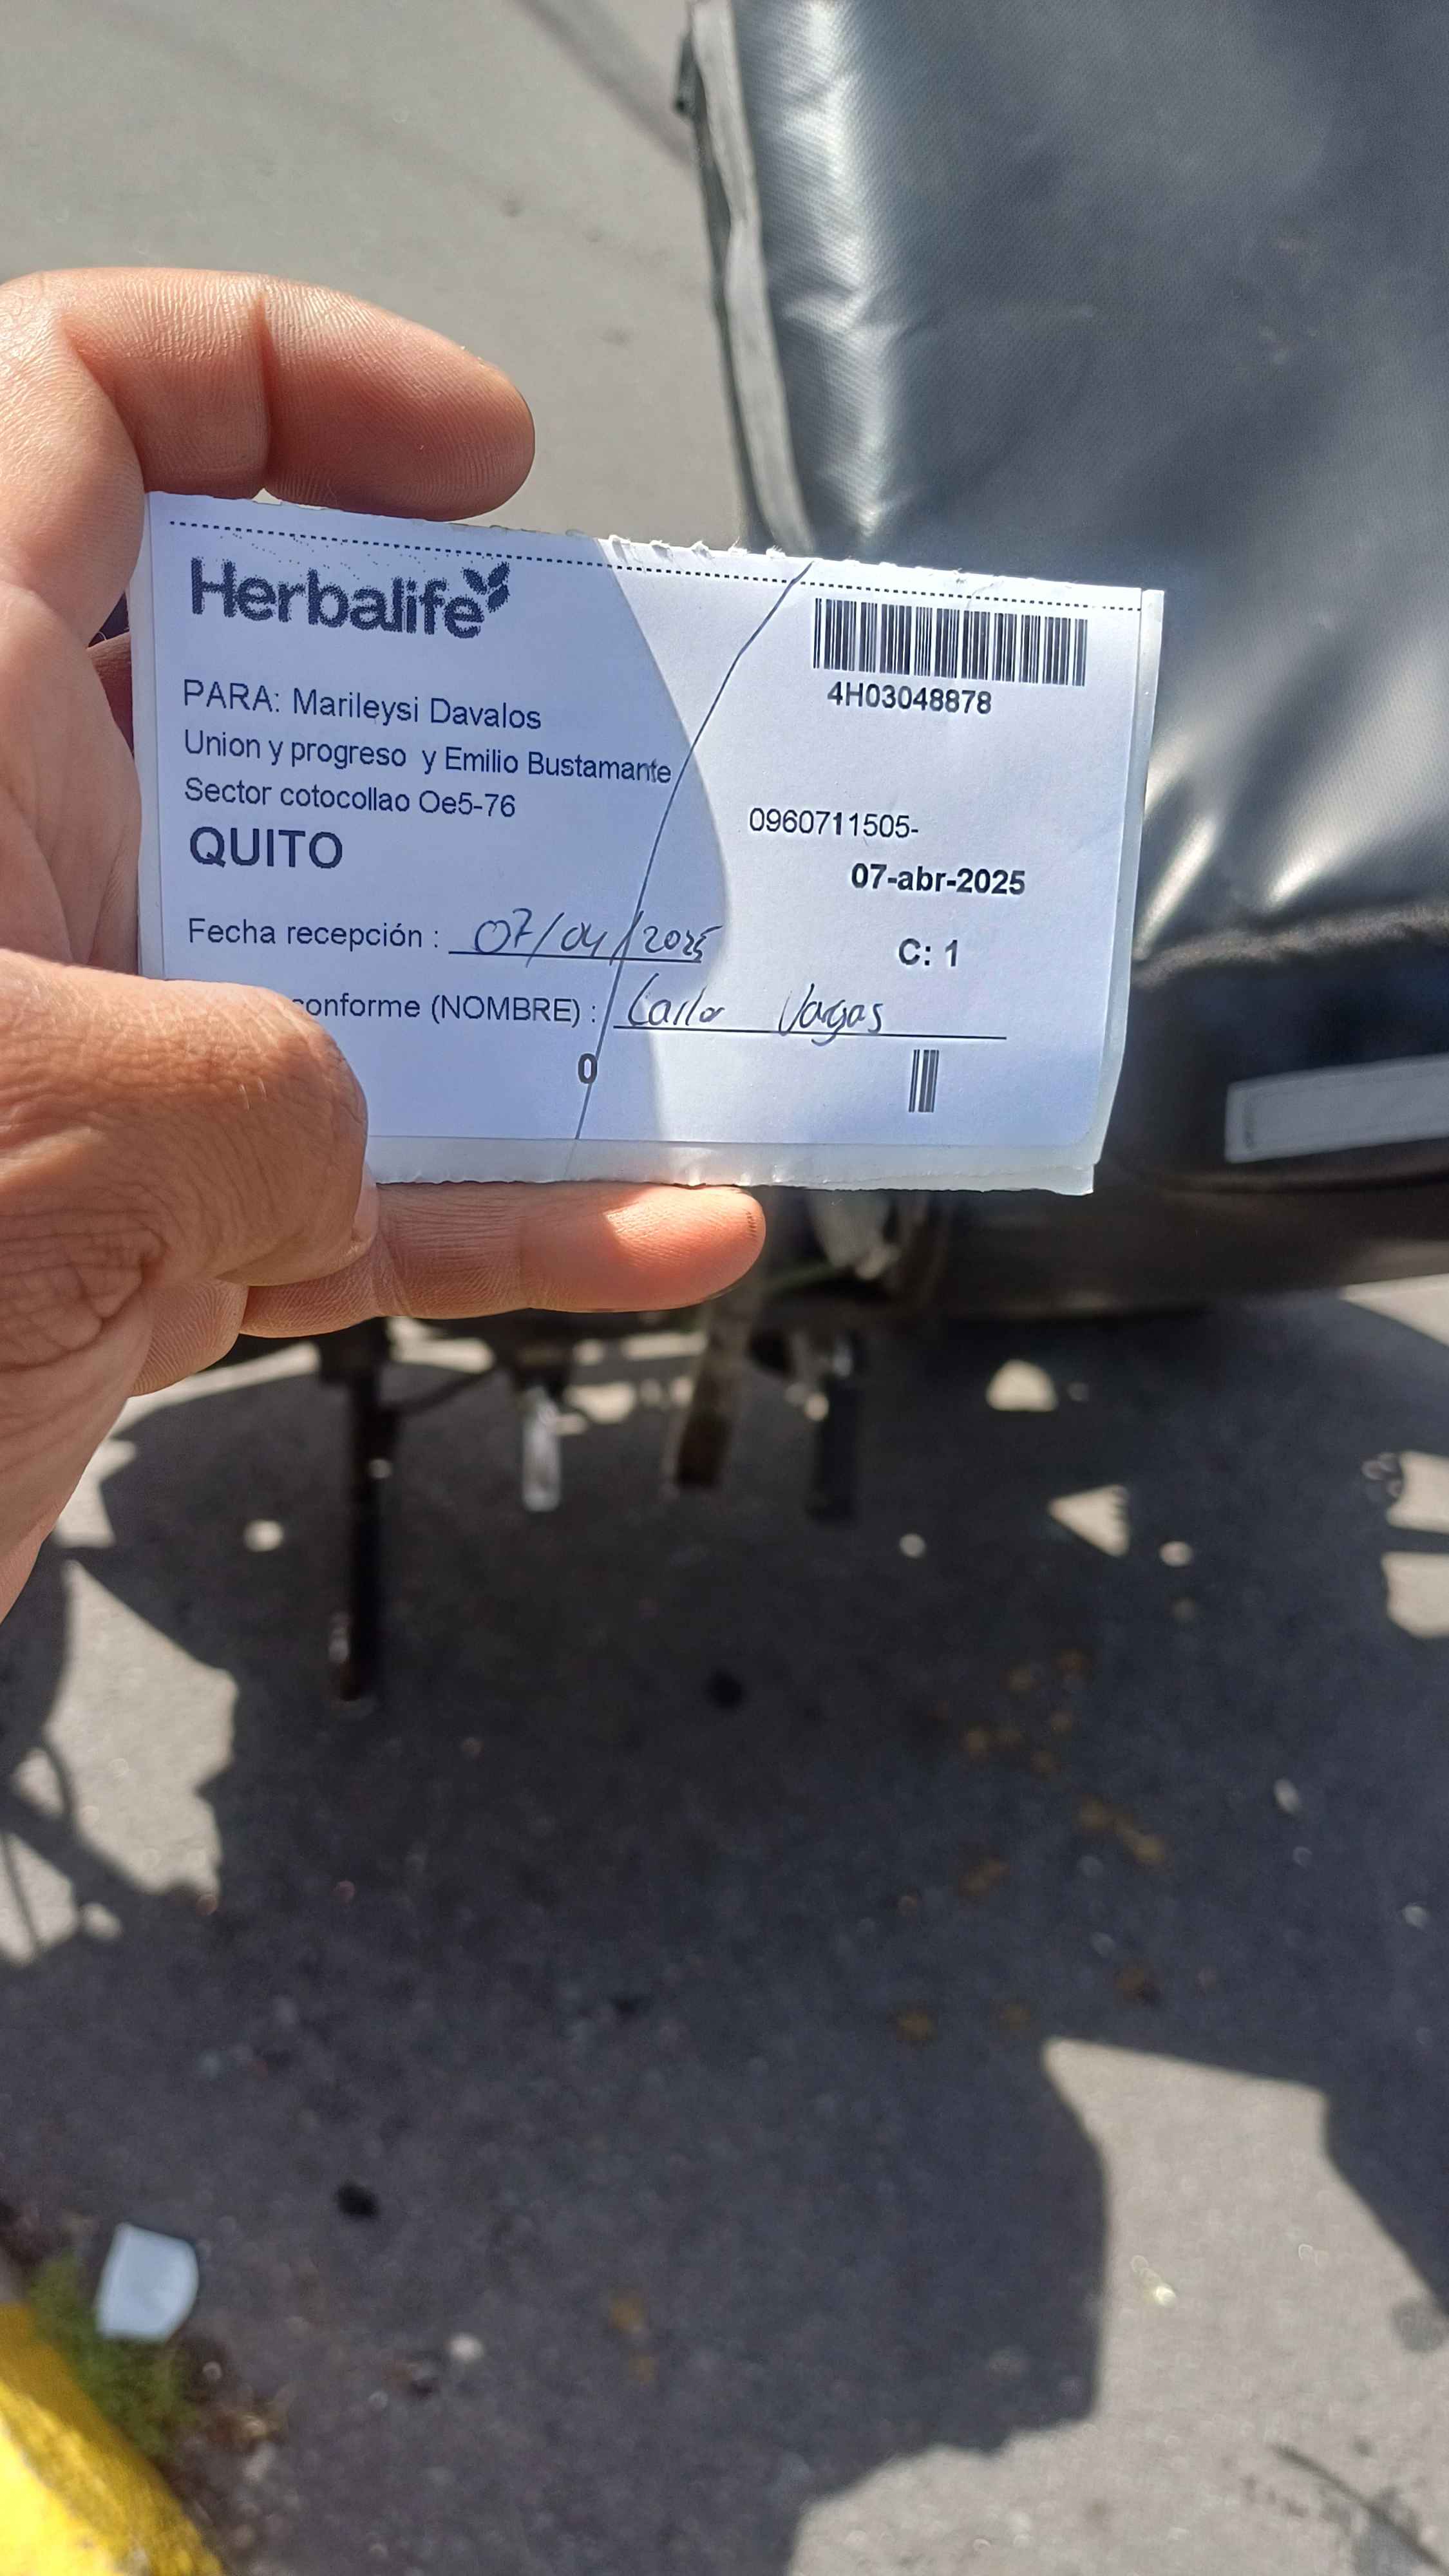 Herbalife
4H03048878
PARA: Marileysi Davalos
Union y progreso y Emilio Bustamante
Sector cotocollao Oe5-76
QUITO
0960711505-
07-abr-2025
Fecha recepción : 07/04/2025
C: 1
conforme (NOMBRE) : Carlos Vagas
0